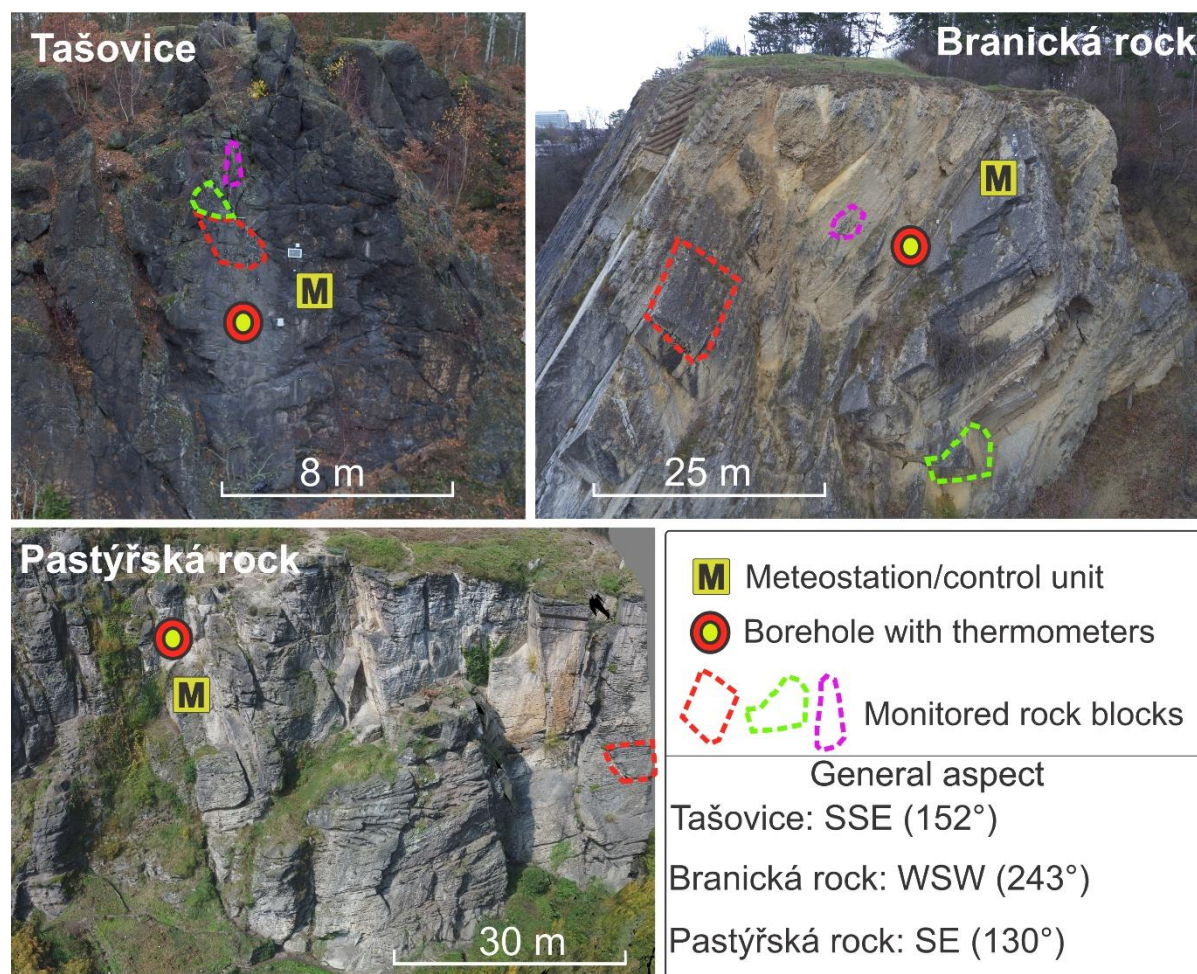 Tašovice
M
8 m
Branická rock
M
25 m
Pastýřská rock
M
30 m
M Meteostation/control unit
Borehole with thermometers
Monitored rock blocks
General aspect
Tašovice: SSE (152°)
Branická rock: WSW (243°)
Pastýřská rock: SE (130°)